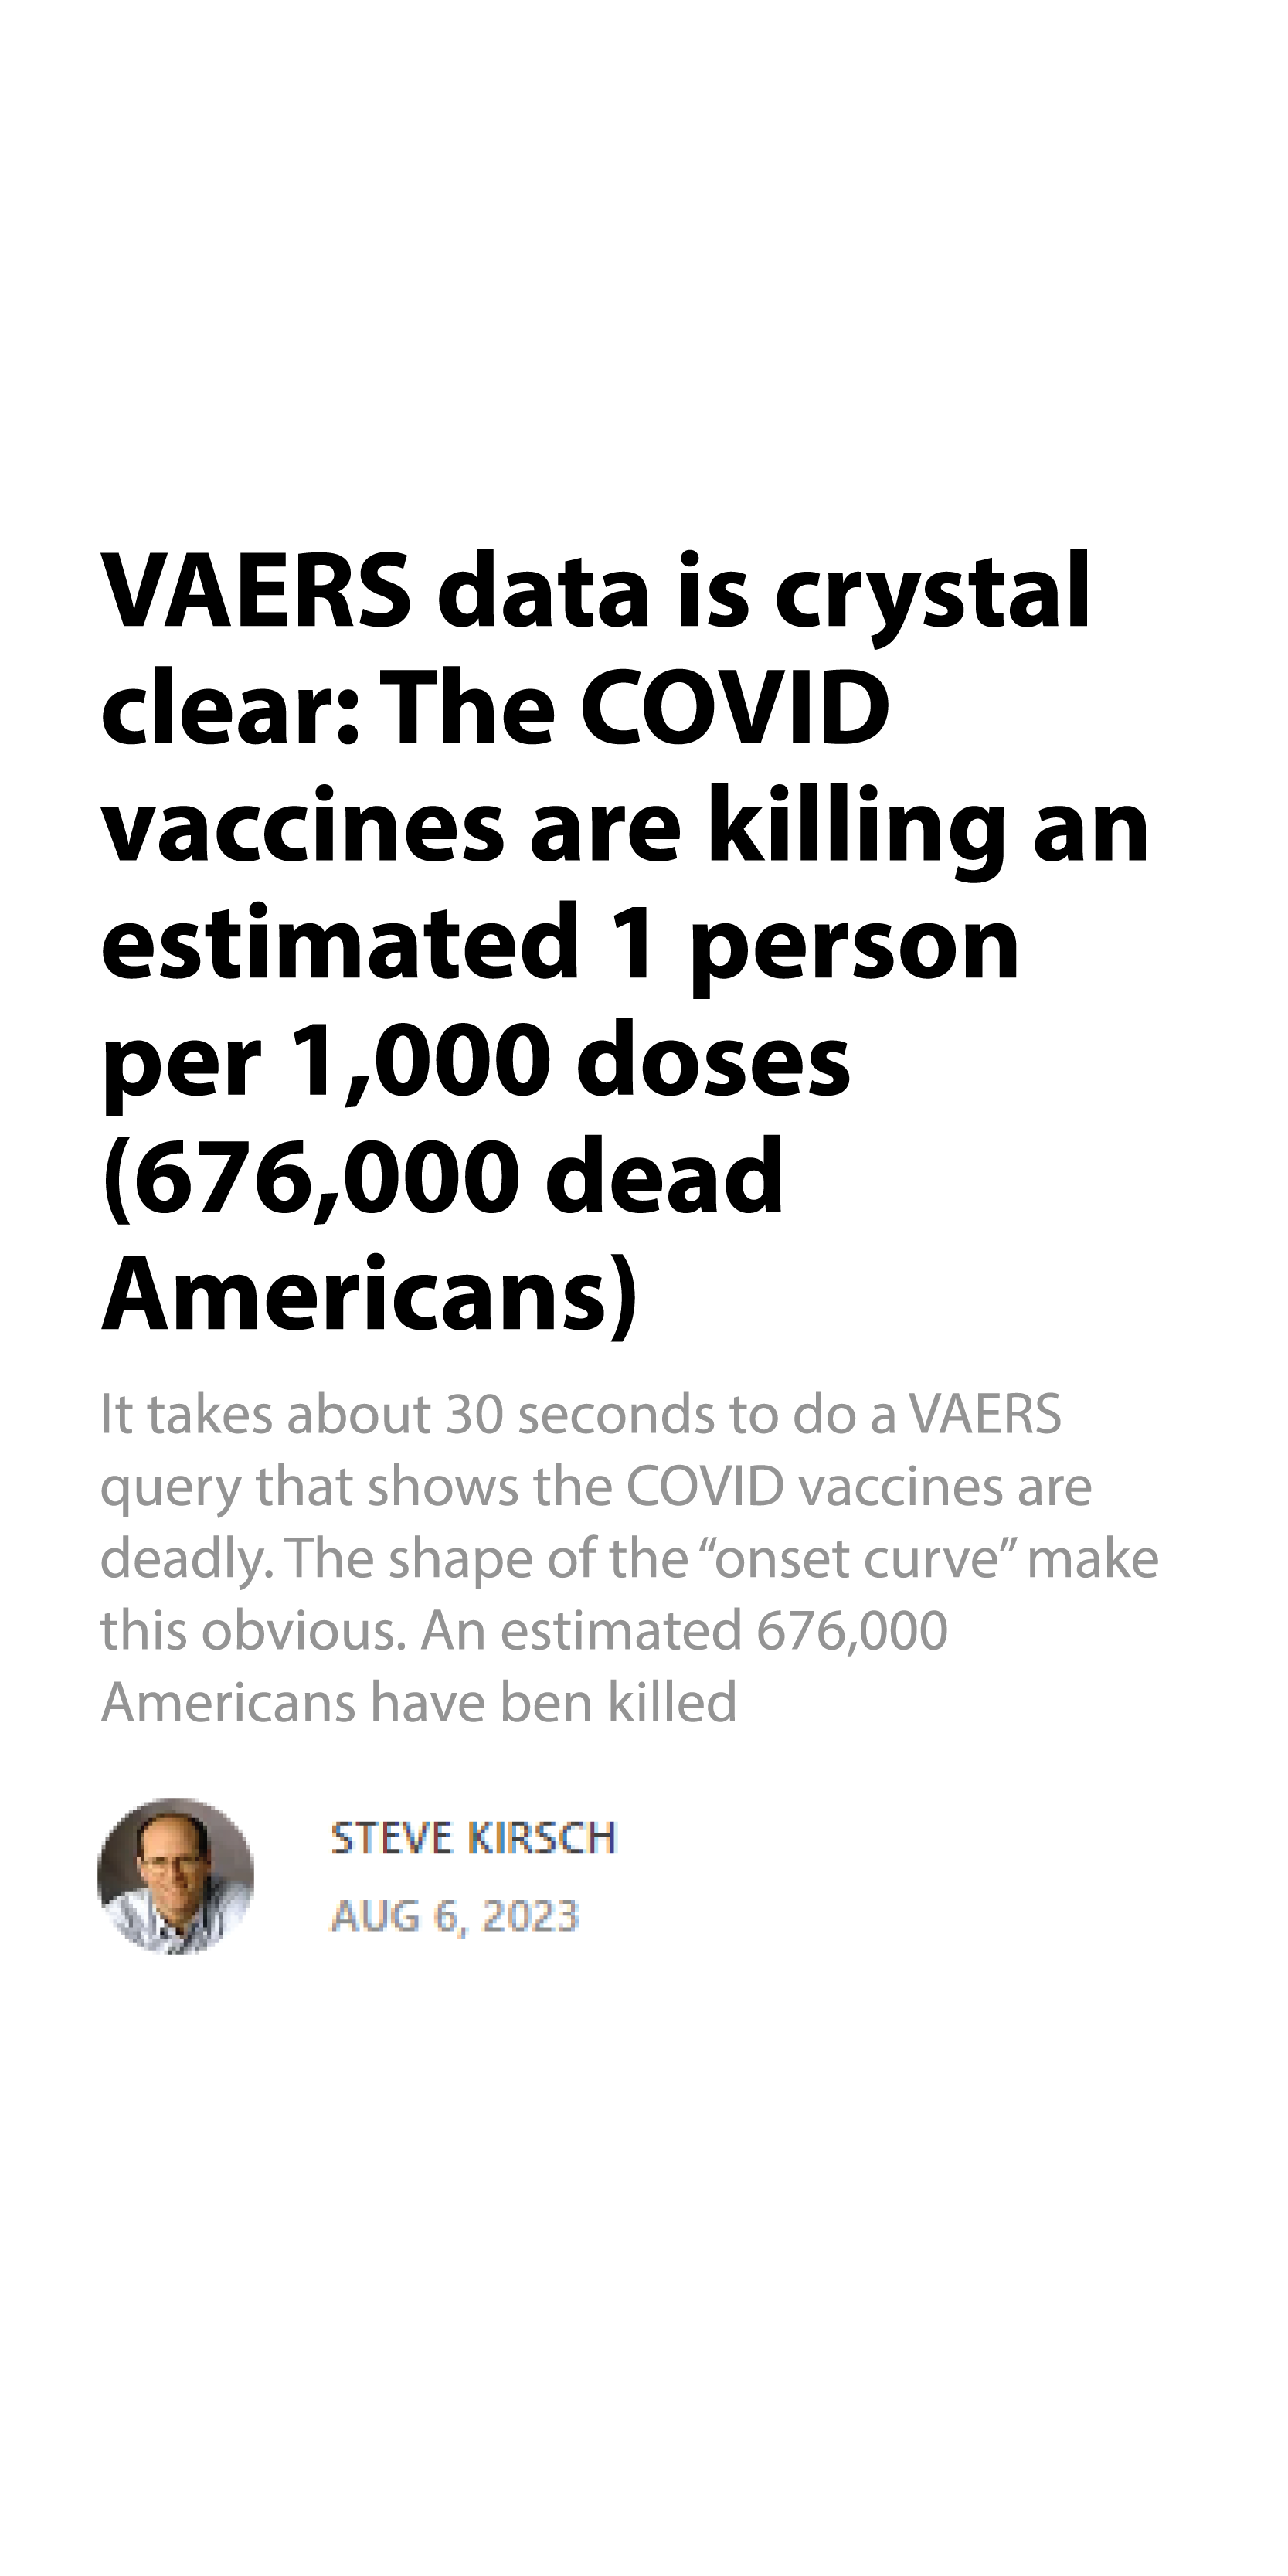 VAERS data is crystal
clear: The COVID
vaccines are killing an
estimated 1 person
per 1,000 doses
(676,000 dead
Americans)
It takes about 30 seconds to do a VAERS
query that shows the COVID vaccines are
deadly. The shape of the “onset curve” make
this obvious. An estimated 676,000
Americans have ben killed
STEVE KIRSCH
AUG 6, 2023